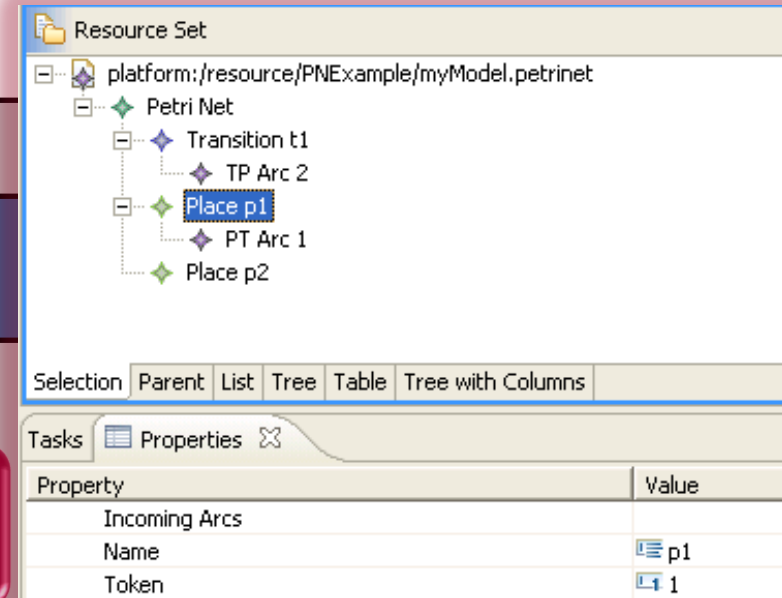 Resource Set
platform:/resource/PNExample/myModel.petrinet
Petri Net
Transition t1
TP Arc 2
Place p1
PT Arc 1
Place p2
Selection Parent List Tree Table Tree with Columns
Tasks Properties
Property Value
Incoming Arcs
Name p1
Token 1